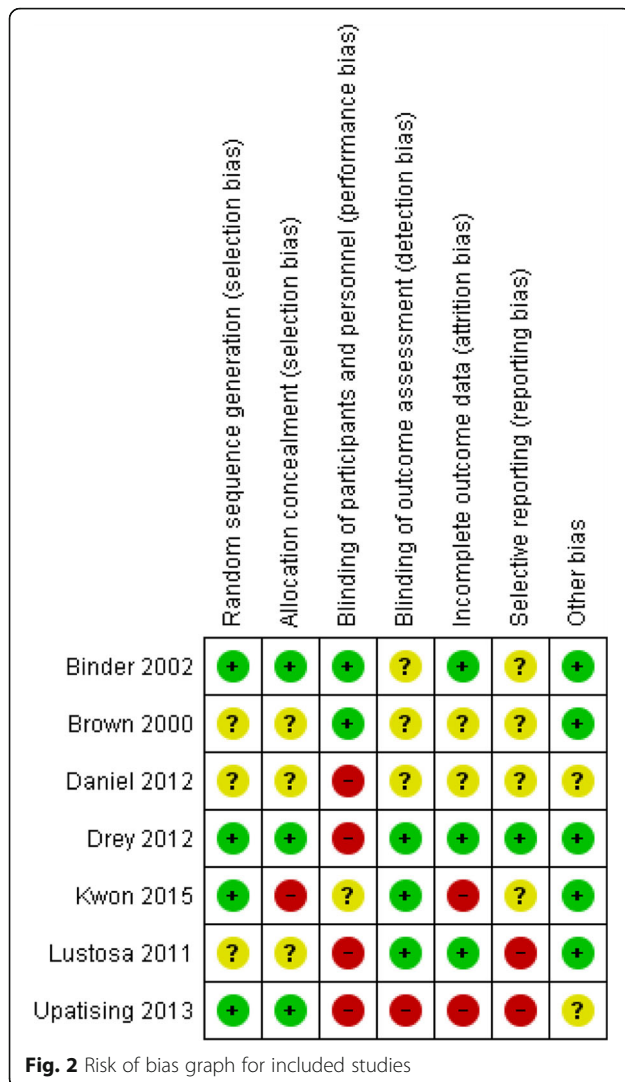 Random sequence generation (selection bias)
Allocation concealment (selection bias)
Blinding of participants and personnel (performance bias)
Blinding of outcome assessment (detection bias)
Incomplete outcome data (attrition bias)
Selective reporting (reporting bias)
Other bias
Binder 2002 + + + ? + ? +
Brown 2000 ? ? + ? ? ? +
Daniel 2012 ? ? - ? ? ? ?
Drey 2012 + + - + + + +
Kwon 2015 + - ? + - ? +
Lustosa 2011 ? ? - + + - +
Upatising 2013 + + - - - - ?
Fig. 2 Risk of bias graph for included studies